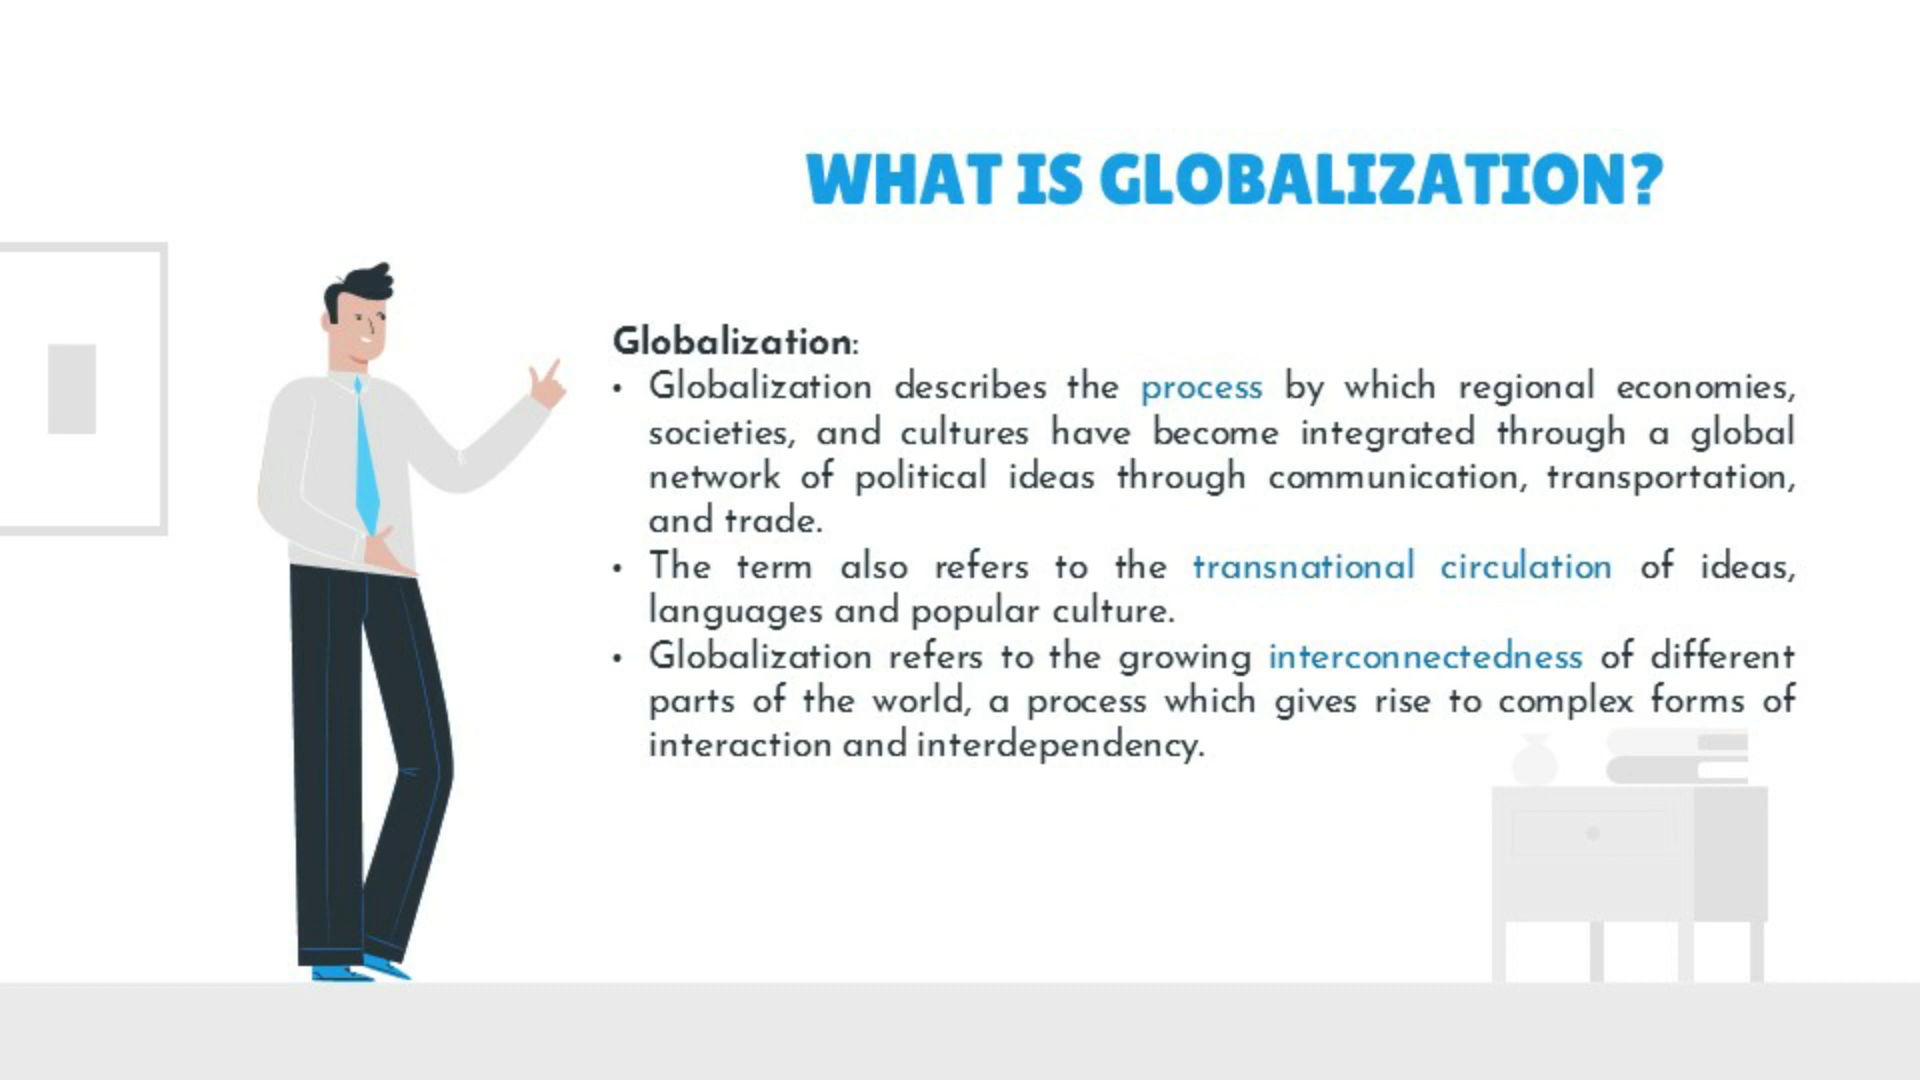 WHAT IS GLOBALIZATION?
Globalization:
• Globalization describes the process by which regional economies,
societies, and cultures have become integrated through a global
network of political ideas through communication, transportation,
and trade.
• The term also refers to the transnational circulation of ideas,
languages and popular culture.
• Globalization refers to the growing interconnectedness of different
parts of the world, a process which gives rise to complex forms of
interaction and interdependency.